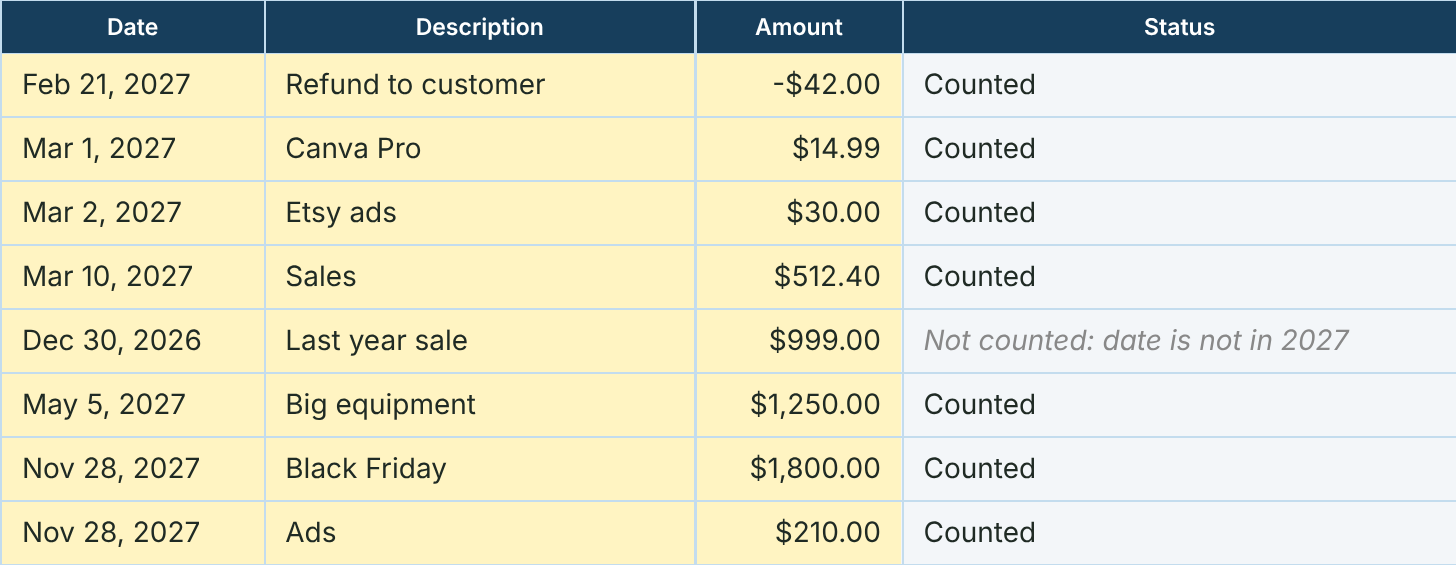 Date Description Amount Status
Feb 21, 2027 Refund to customer -$42.00 Counted
Mar 1, 2027 Canva Pro $14.99 Counted
Mar 2, 2027 Etsy ads $30.00 Counted
Mar 10, 2027 Sales $512.40 Counted
Dec 30, 2026 Last year sale $999.00 Not counted: date is not in 2027
May 5, 2027 Big equipment $1,250.00 Counted
Nov 28, 2027 Black Friday $1,800.00 Counted
Nov 28, 2027 Ads $210.00 Counted